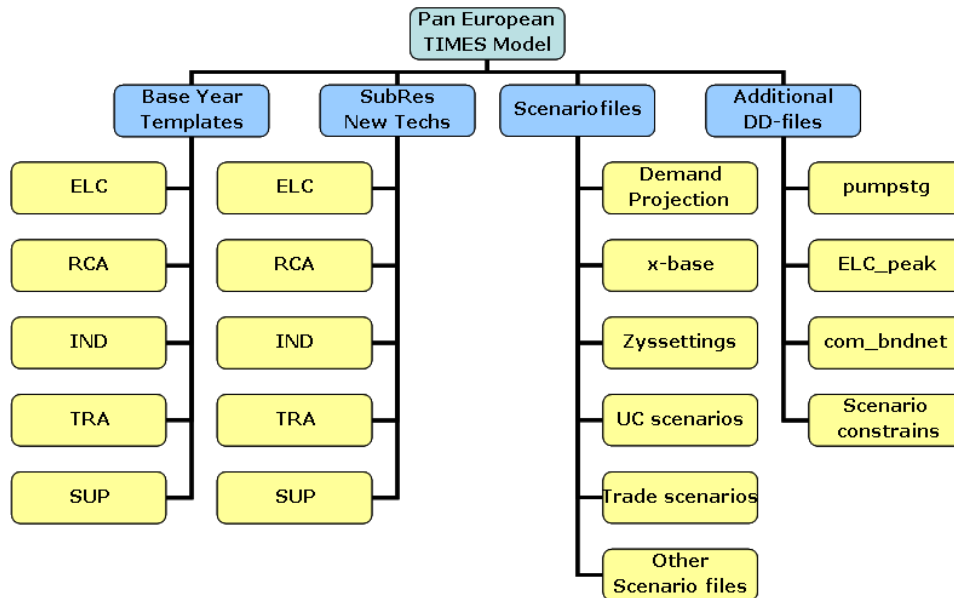 Pan European
TIMES Model
Base Year
Templates
SubRes
New Techs
Scenariofiles
Additional
DD-files
ELC
RCA
IND
TRA
SUP
ELC
RCA
IND
TRA
SUP
Demand
Projection
x-base
Zyssettings
UC scenarios
Trade scenarios
Other
Scenario files
pumpstg
ELC_peak
com_bndnet
Scenario
constrains